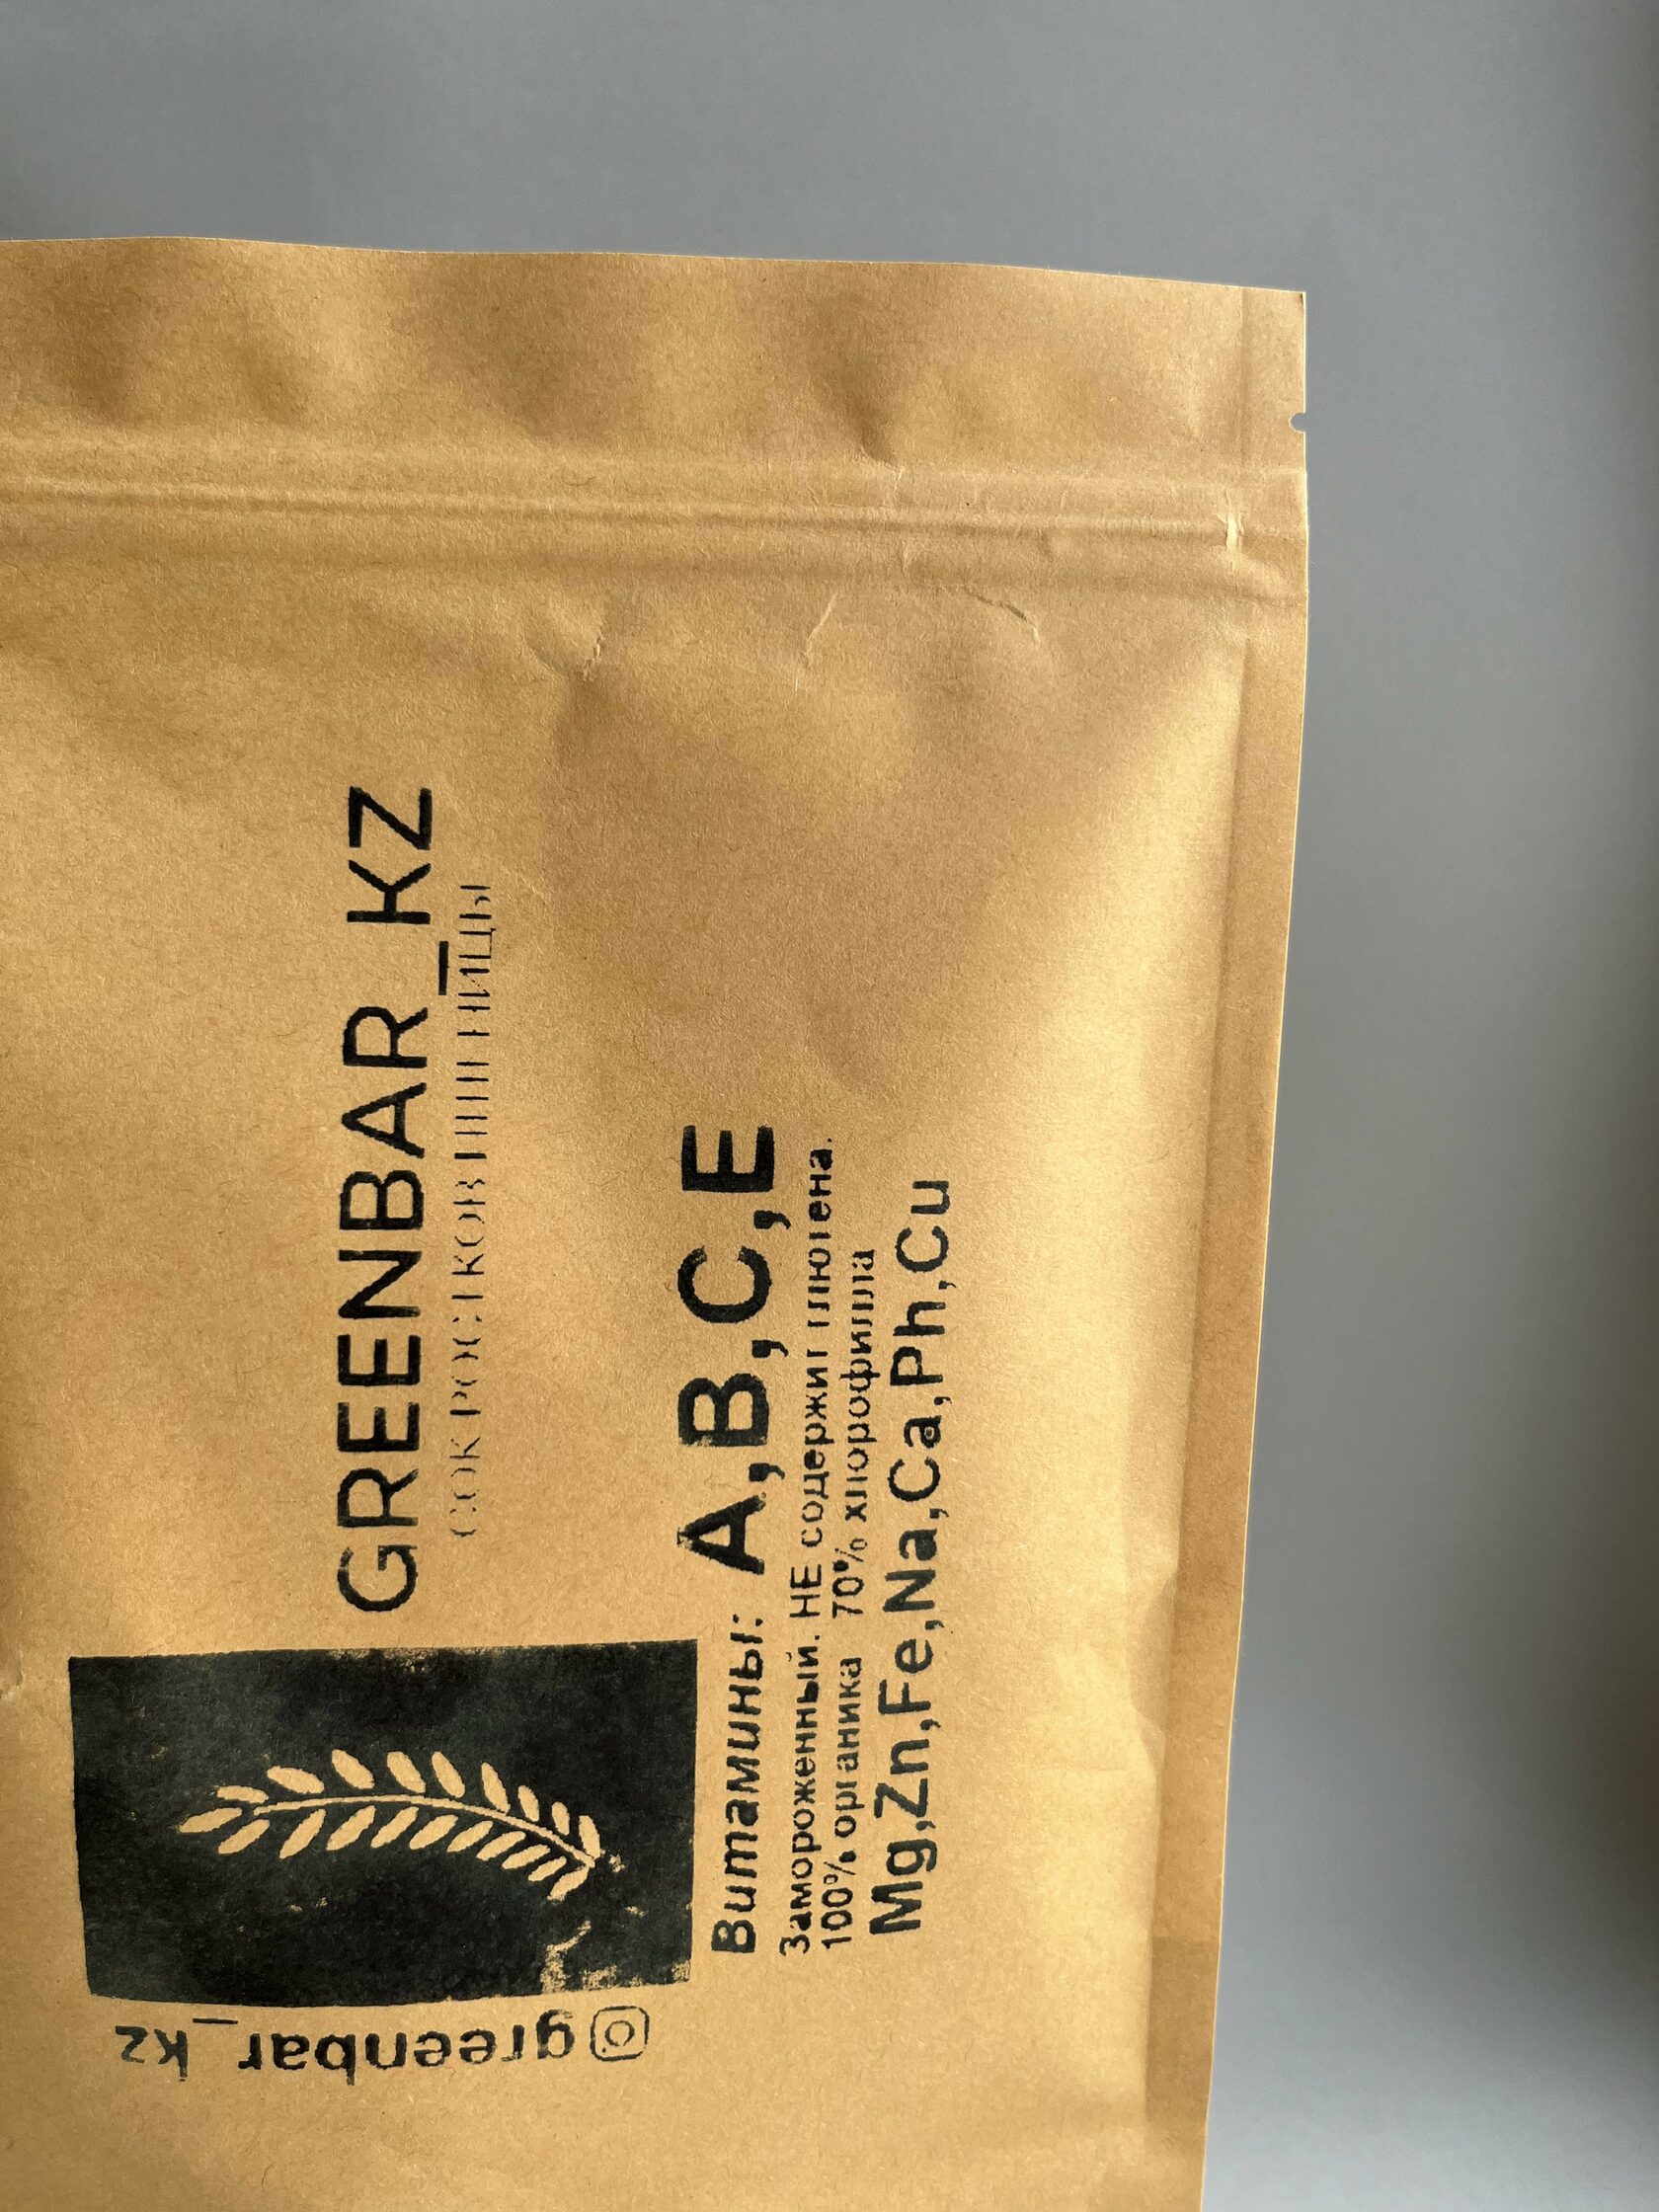 GREENBAR_KZ
СОК РОСТКОВ ПШЕНИЦЫ
Витамины: A,B,C,E
Замороженный. НЕ содержит глютена.
100% органика 70% хлорофилла
Mg,Zn,Fe,Na,Ca,Ph,Cu
greenbar_kz